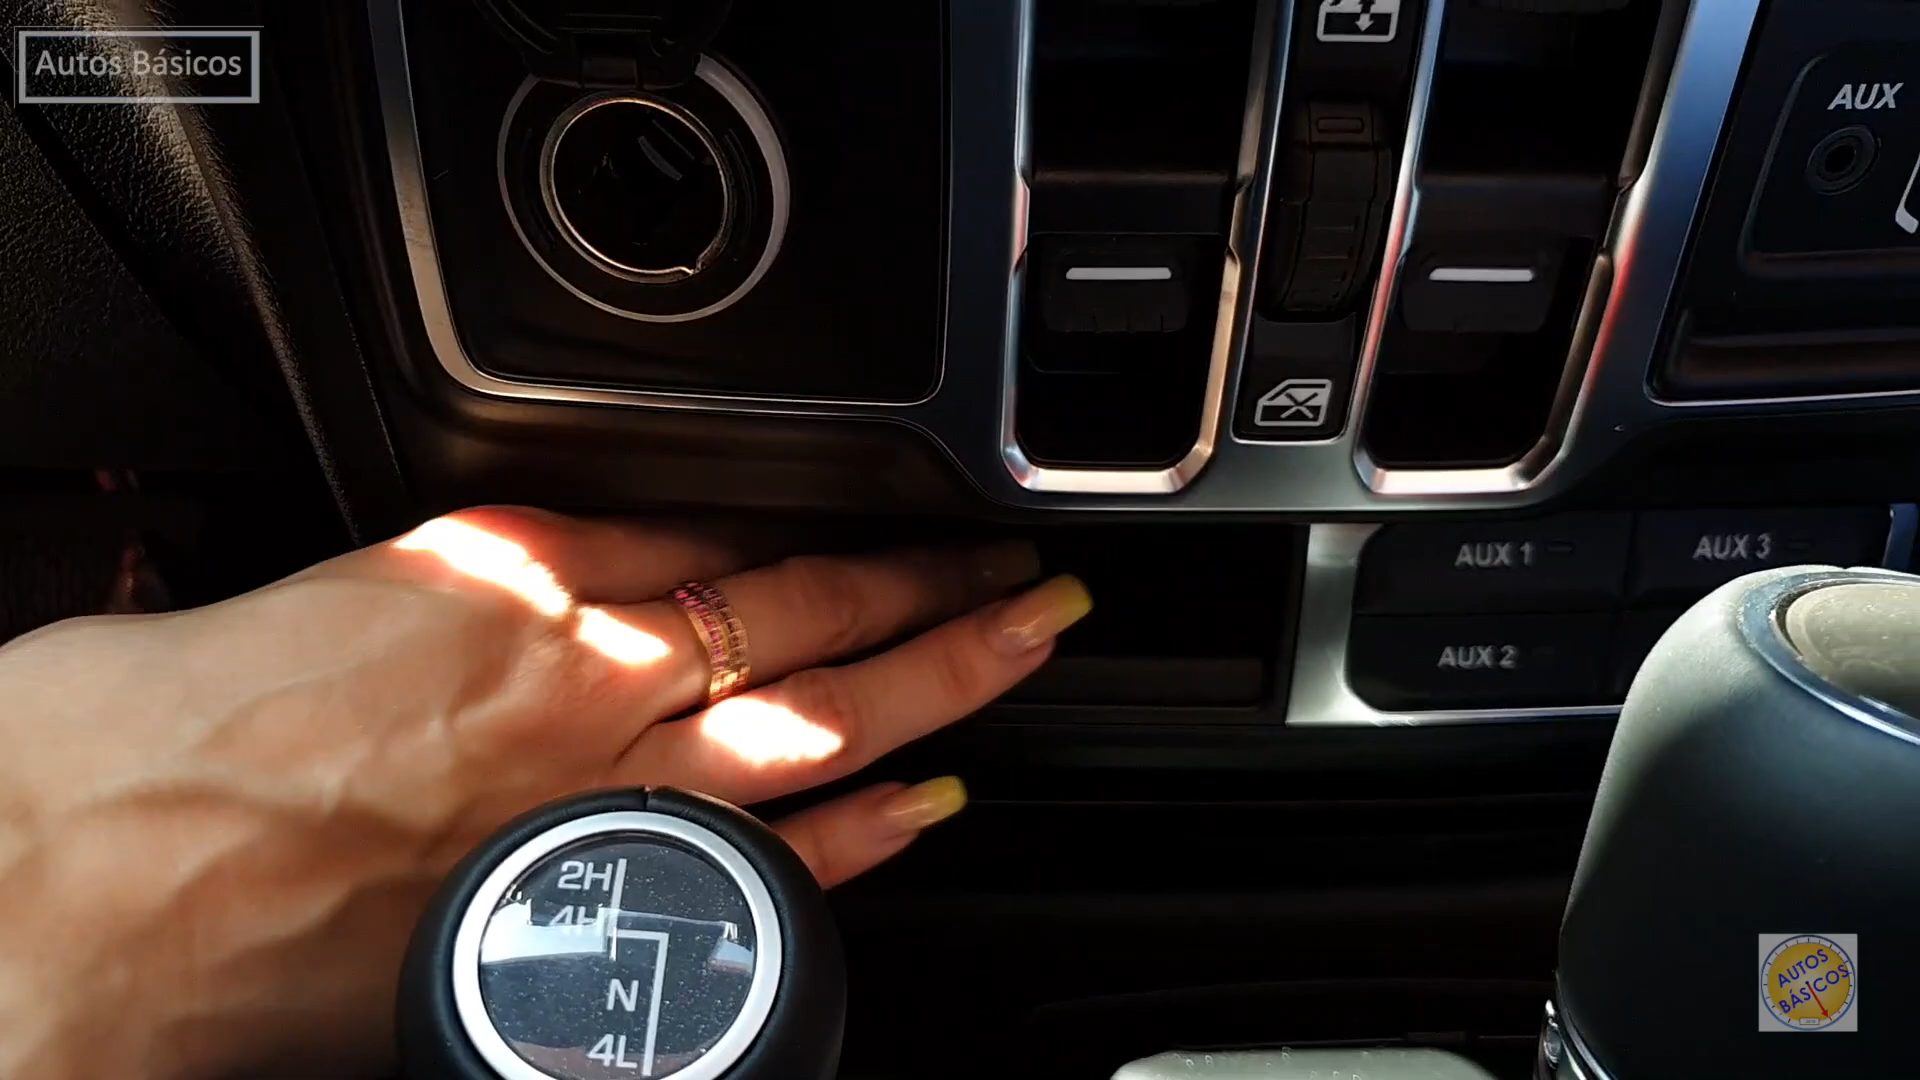 Autos Básicos
AUX
AUX 1
AUX 3
AUX 2
2H
4H
N
4L
AUTOS
BÁSICOS